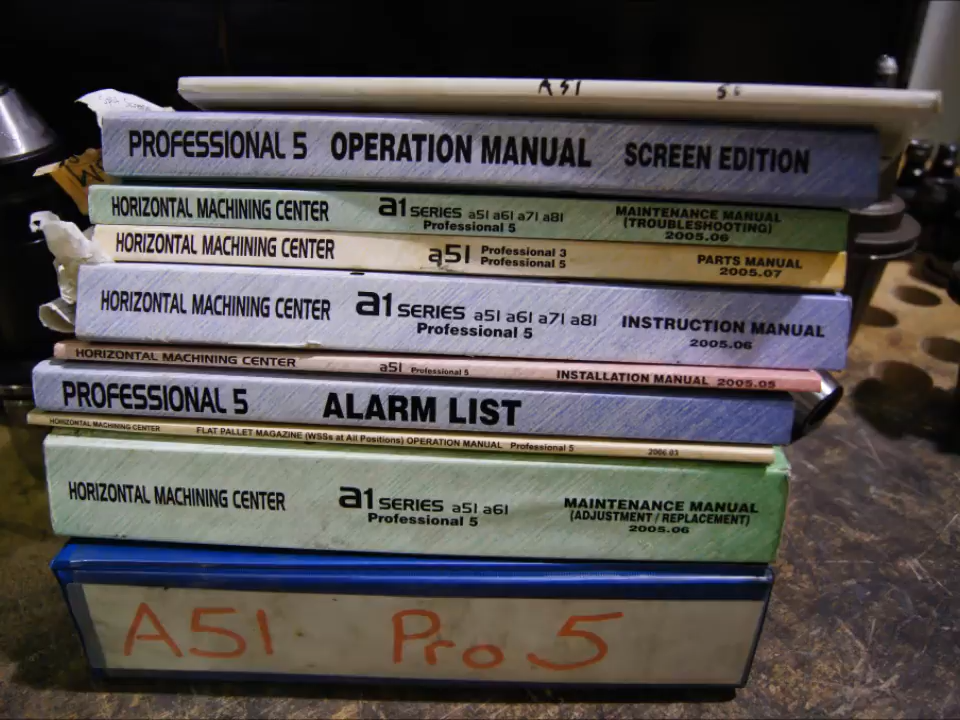 A51
PROFESSIONAL 5 OPERATION MANUAL SCREEN EDITION
HORIZONTAL MACHINING CENTER a1 SERIES a51 a61 a71 a81 MAINTENANCE MANUAL
Professional 5 (TROUBLESHOOTING)
2005.06
HORIZONTAL MACHINING CENTER a51 Professional 3 PARTS MANUAL
Professional 5 2005.07
HORIZONTAL MACHINING CENTER a1 SERIES a51 a61 a71 a81 INSTRUCTION MANUAL
Professional 5 2005.06
HORIZONTAL MACHINING CENTER a51 Professional 5 INSTALLATION MANUAL 2005.05
PROFESSIONAL 5 ALARM LIST
HORIZONTAL MACHINING CENTER FLAT PALLET MAGAZINE (WSSs at All Positions) OPERATION MANUAL Professional 5 2006.03
HORIZONTAL MACHINING CENTER a1 SERIES a51 a61 MAINTENANCE MANUAL
Professional 5 (ADJUSTMENT / REPLACEMENT)
2005.06
A51 Pro 5